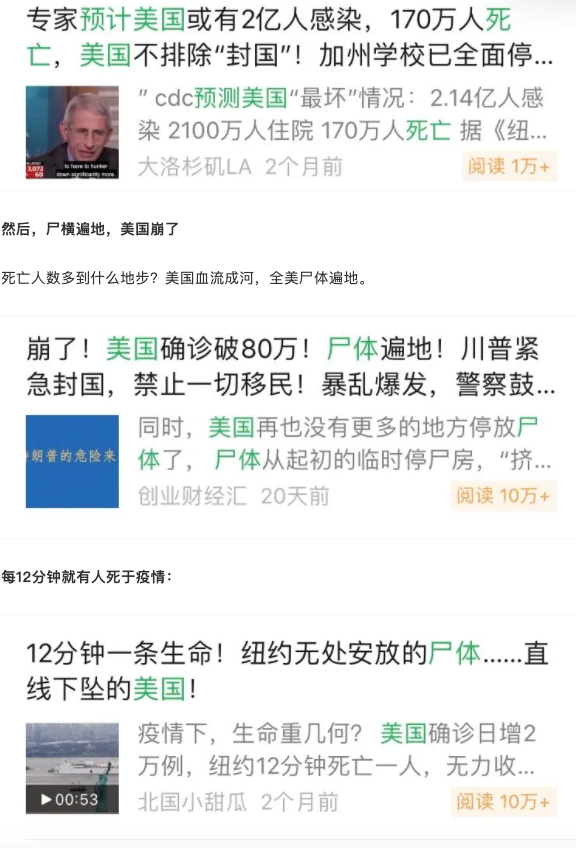 专家预计美国或有2亿人感染，170万人死
亡，美国不排除“封国”！加州学校已全面停...
” cdc预测美国“最坏”情况：2.14亿人感
染 2100万人住院 170万人死亡 据《纽...
to have to hunker
down significantly more.
3,072
60
大洛杉矶LA 2个月前
阅读 1万+
然后，尸横遍地，美国崩了
死亡人数多到什么地步？美国血流成河，全美尸体遍地。
崩了！美国确诊破80万！尸体遍地！川普紧
急封国，禁止一切移民！暴乱爆发，警察鼓...
同时，美国再也没有更多的地方停放尸
体了， 尸体从起初的临时停尸房，“挤...
朗普的危险来
创业财经汇 20天前
阅读 10万+
每12分钟就有人死于疫情：
12分钟一条生命！纽约无处安放的尸体......直
线下坠的美国！
疫情下，生命重几何？ 美国确诊日增2
万例，纽约12分钟死亡一人，无力收...
00:53
北国小甜瓜 2个月前
阅读 10万+